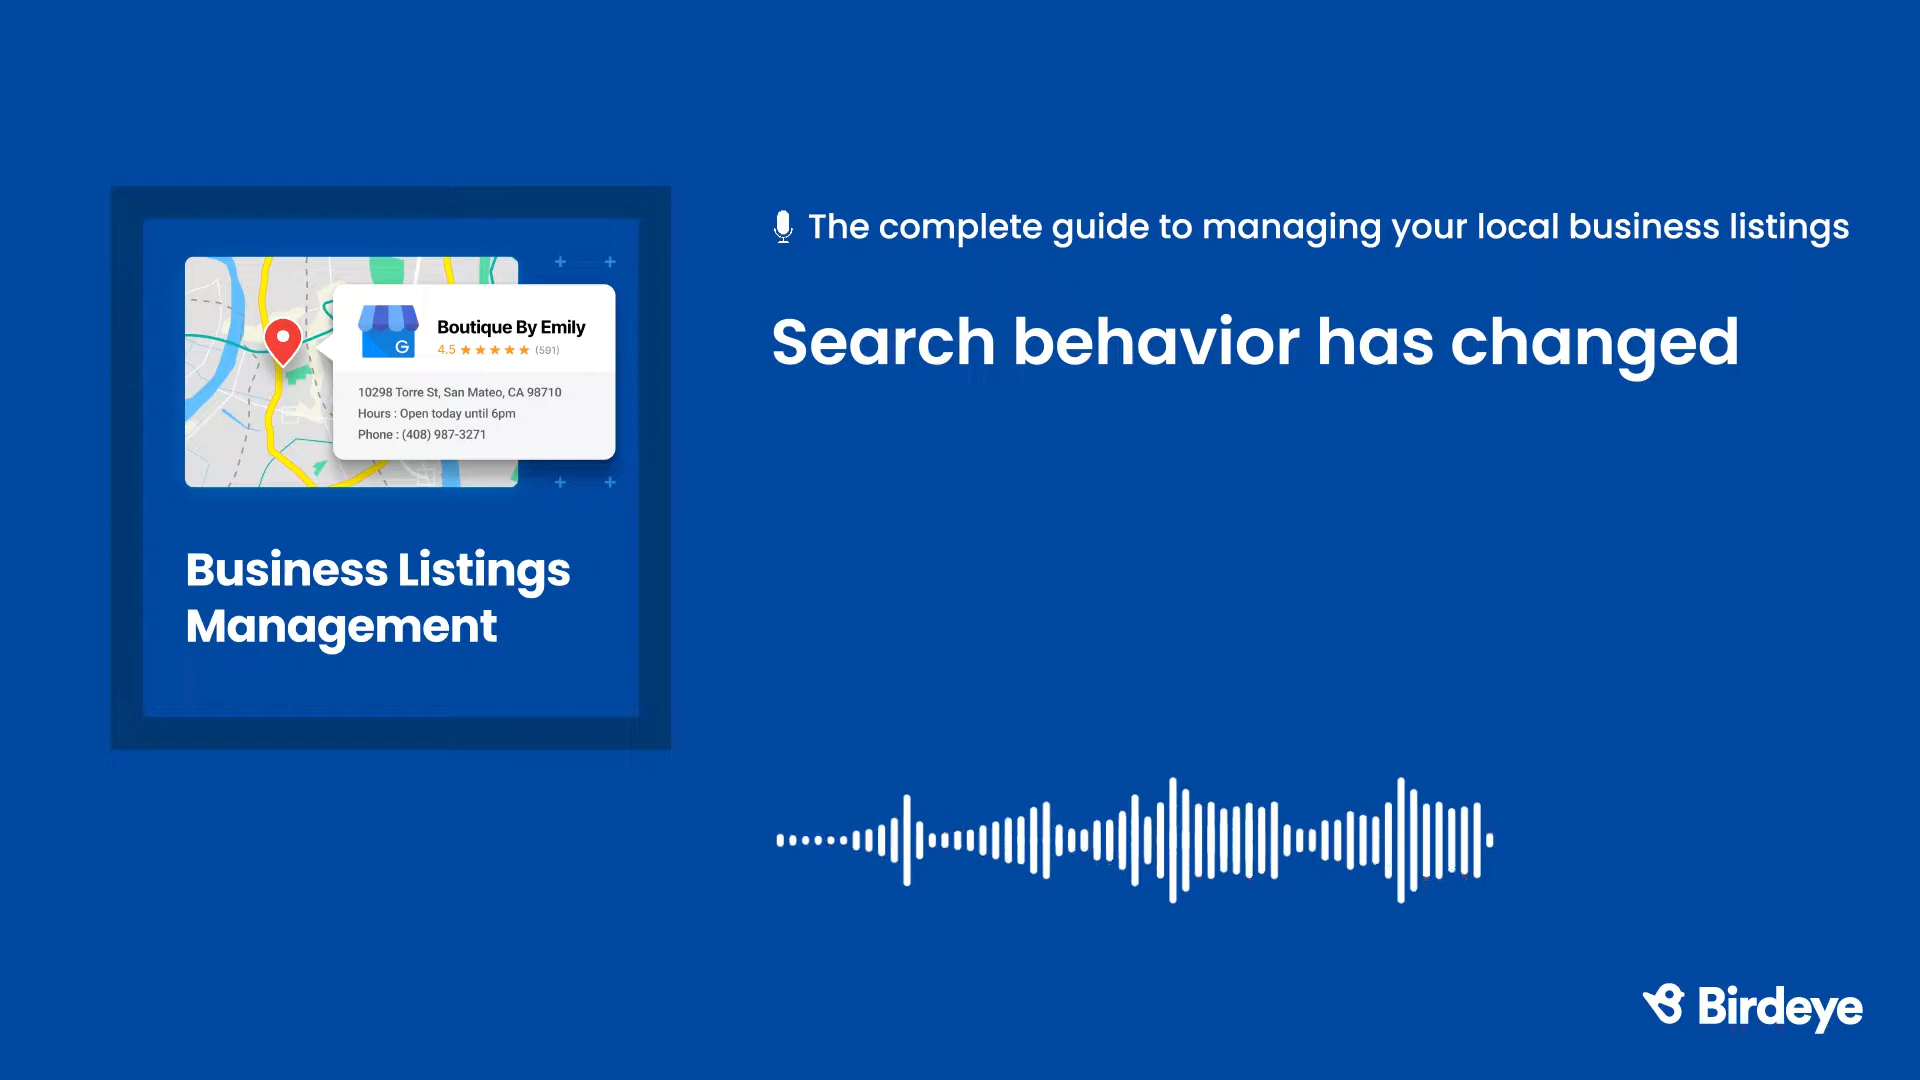 The complete guide to managing your local business listings
Search behavior has changed
G
Boutique By Emily
4.5 ★★★★★ (591)
10298 Torre St, San Mateo, CA 98710
Hours : Open today until 6pm
Phone : (408) 987-3271
Business Listings
Management
Birdeye